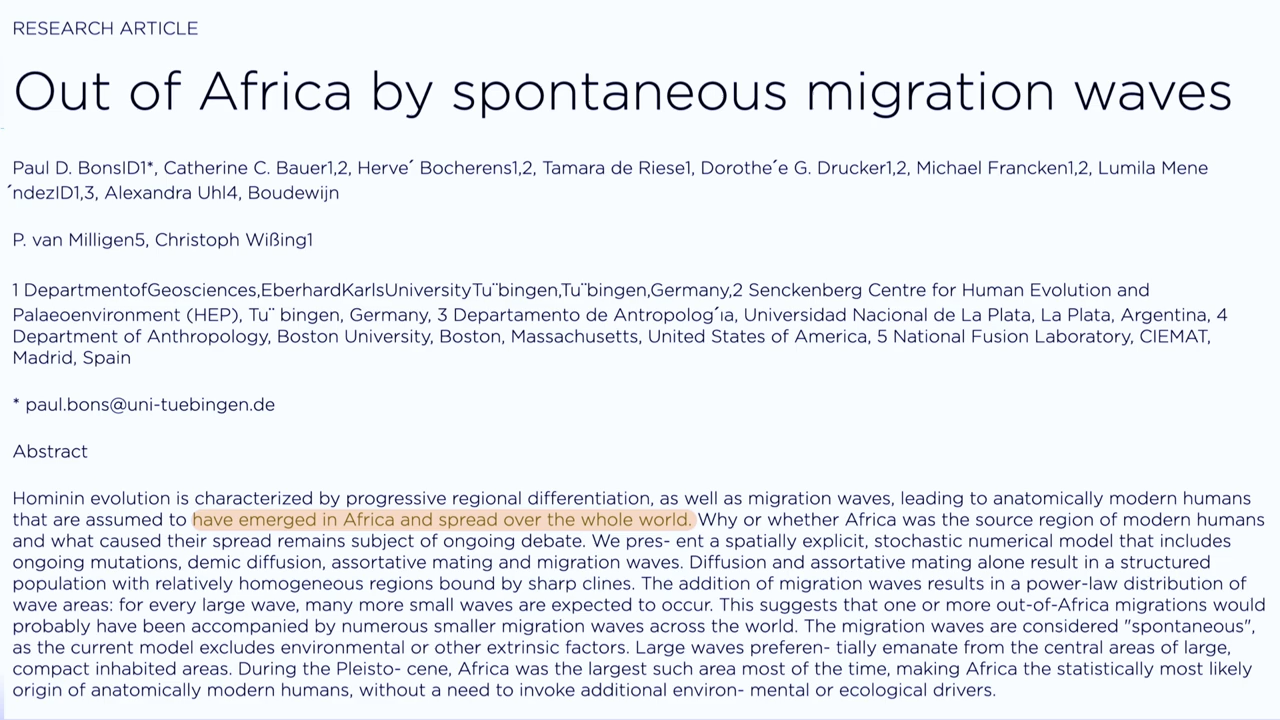 RESEARCH ARTICLE
Out of Africa by spontaneous migration waves
Paul D. BonsID1*, Catherine C. Bauer1,2, Herve´ Bocherens1,2, Tamara de Riese1, Dorothe´e G. Drucker1,2, Michael Francken1,2, Lumila Mene
´ndezID1,3, Alexandra Uhl4, Boudewijn
P. van Milligen5, Christoph Wißing1
1 DepartmentofGeosciences,EberhardKarlsUniversityTu¨bingen,Tu¨bingen,Germany,2 Senckenberg Centre for Human Evolution and
Palaeoenvironment (HEP), Tu¨ bingen, Germany, 3 Departamento de Antropolog´ıa, Universidad Nacional de La Plata, La Plata, Argentina, 4
Department of Anthropology, Boston University, Boston, Massachusetts, United States of America, 5 National Fusion Laboratory, CIEMAT,
Madrid, Spain
* paul.bons@uni-tuebingen.de
Abstract
Hominin evolution is characterized by progressive regional differentiation, as well as migration waves, leading to anatomically modern humans
that are assumed to have emerged in Africa and spread over the whole world. Why or whether Africa was the source region of modern humans
and what caused their spread remains subject of ongoing debate. We pres- ent a spatially explicit, stochastic numerical model that includes
ongoing mutations, demic diffusion, assortative mating and migration waves. Diffusion and assortative mating alone result in a structured
population with relatively homogeneous regions bound by sharp clines. The addition of migration waves results in a power-law distribution of
wave areas: for every large wave, many more small waves are expected to occur. This suggests that one or more out-of-Africa migrations would
probably have been accompanied by numerous smaller migration waves across the world. The migration waves are considered "spontaneous",
as the current model excludes environmental or other extrinsic factors. Large waves preferen- tially emanate from the central areas of large,
compact inhabited areas. During the Pleisto- cene, Africa was the largest such area most of the time, making Africa the statistically most likely
origin of anatomically modern humans, without a need to invoke additional environ- mental or ecological drivers.